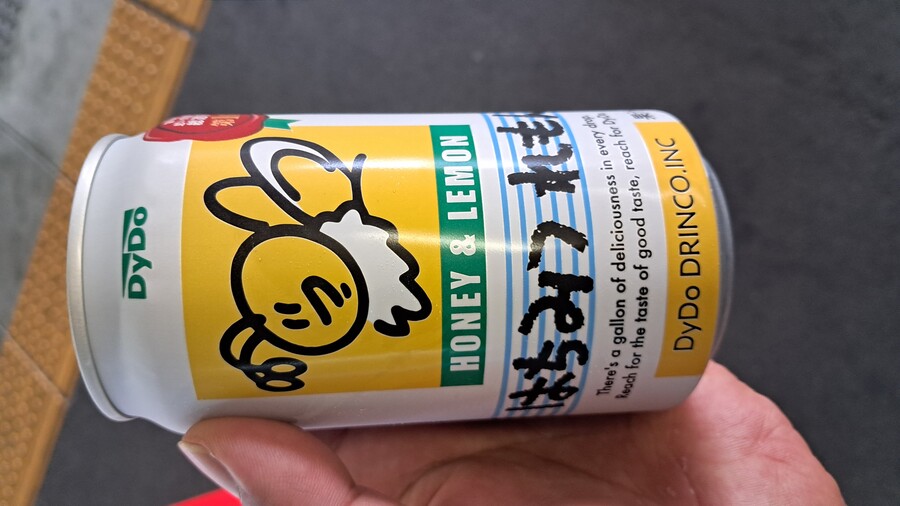 DyDo
HONEY & LEMON
はちみつれも
There's a gallon of deliciousness in every drop
Reach for the taste of good taste, reach for DyDo
DyDo DRINCO.INC